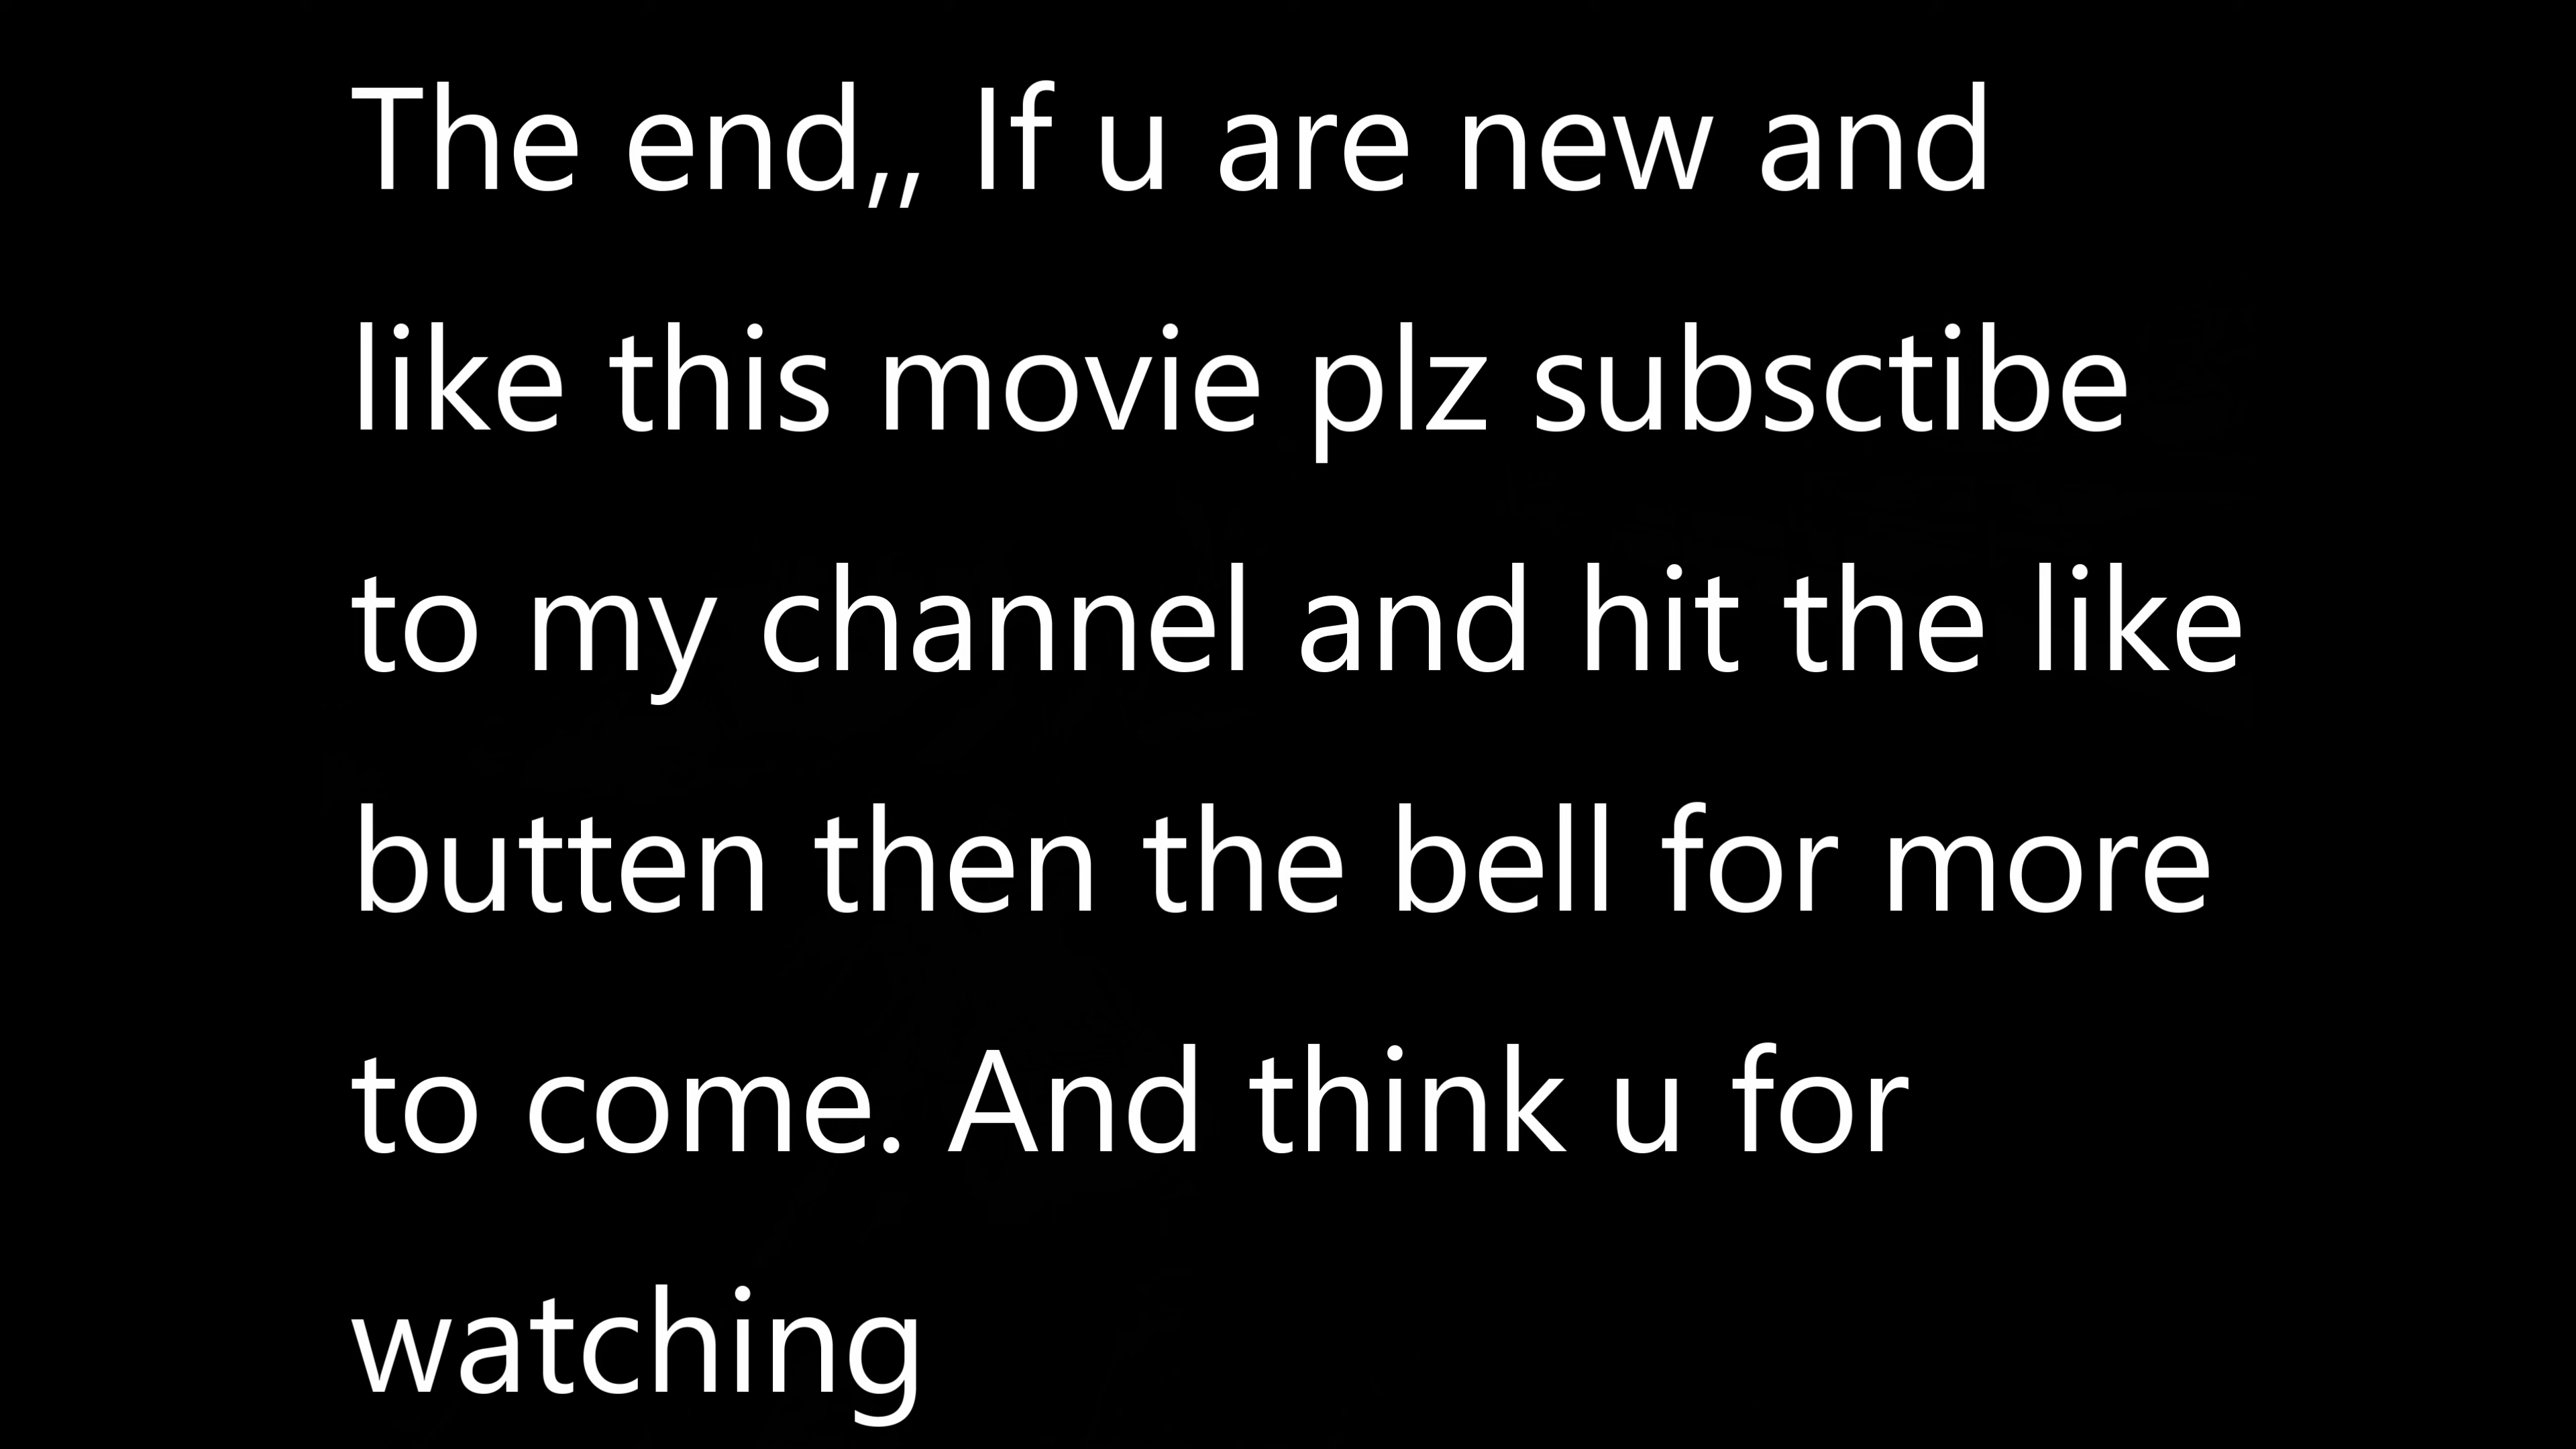 The end,, If u are new and
like this movie plz subsctibe
to my channel and hit the like
butten then the bell for more
to come. And think u for
watching